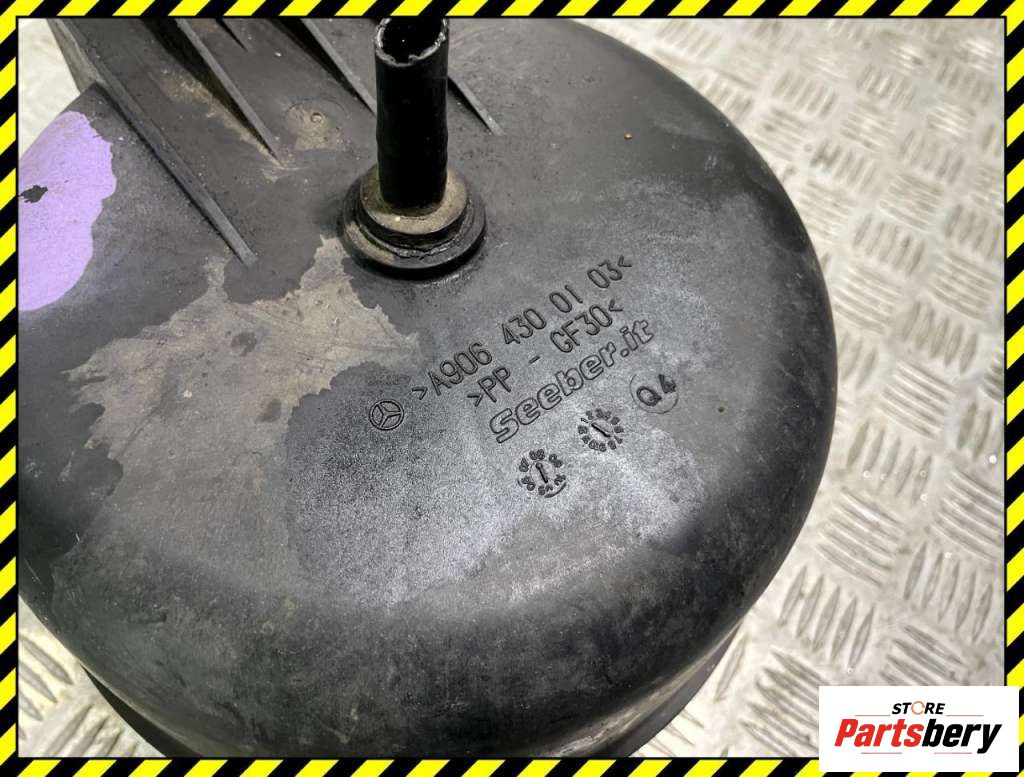 >A906 430 01 03<
>PP - GF30<
seeber.it
Q4
STORE
Partsbery